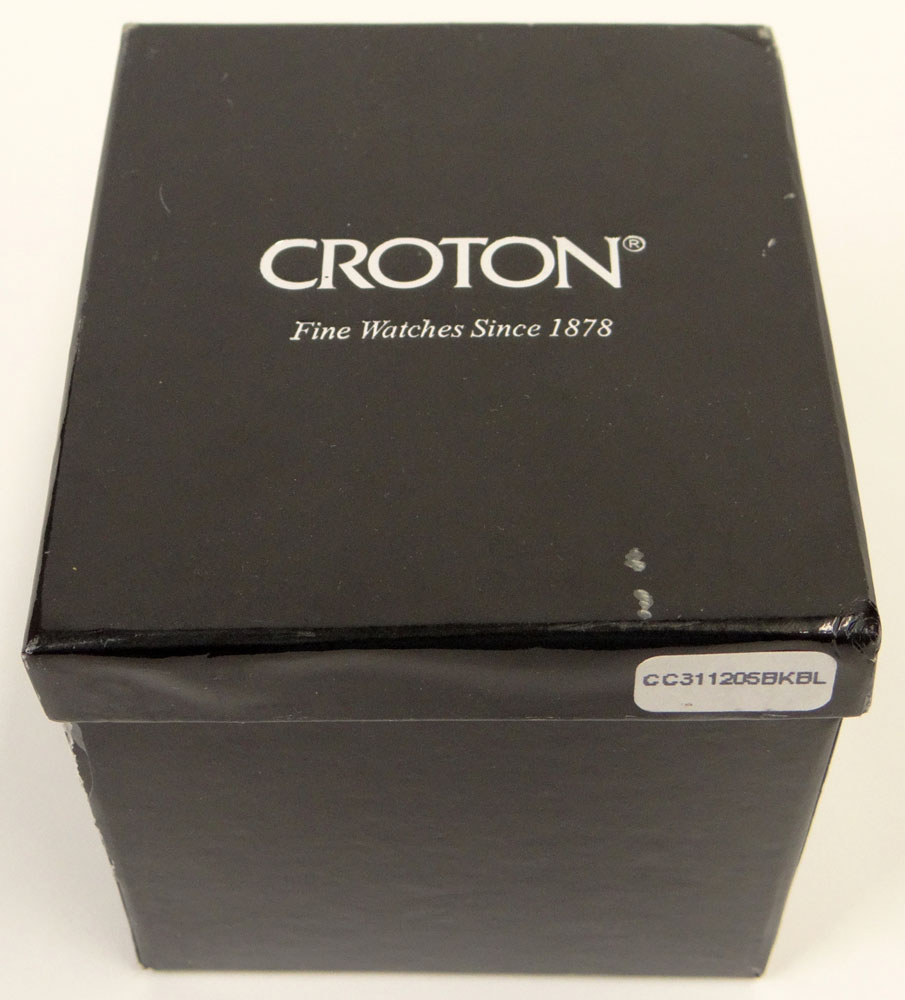 CROTON®
Fine Watches Since 1878
CC311205BKBL